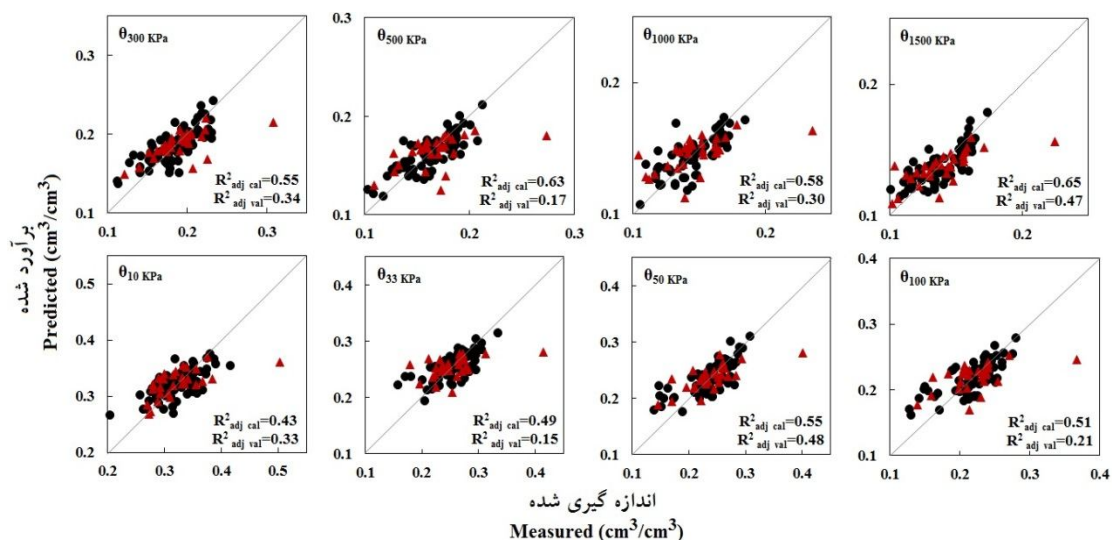 برآورد شده
Predicted (cm³/cm³)
θ300 KPa
0.3
0.2
0.1
R²adj cal=0.55
R²adj val=0.34
0.1 0.2 0.3
θ500 KPa
0.3
0.2
0.1
R²adj cal=0.63
R²adj val=0.17
0.1 0.2 0.3
θ1000 KPa
0.2
0.1
R²adj cal=0.58
R²adj val=0.30
0.1 0.2
θ1500 KPa
0.2
0.1
R²adj cal=0.65
R²adj val=0.47
0.1 0.2
θ10 KPa
0.5
0.4
0.3
0.2
R²adj cal=0.43
R²adj val=0.33
0.2 0.3 0.4 0.5
θ33 KPa
0.4
0.3
0.2
0.1
R²adj cal=0.49
R²adj val=0.15
0.1 0.2 0.3 0.4
θ50 KPa
0.4
0.3
0.2
0.1
R²adj cal=0.55
R²adj val=0.48
0.1 0.2 0.3 0.4
θ100 KPa
0.3
0.2
0.1
R²adj cal=0.51
R²adj val=0.21
0.1 0.2 0.3 0.4
اندازه گیری شده
Measured (cm³/cm³)